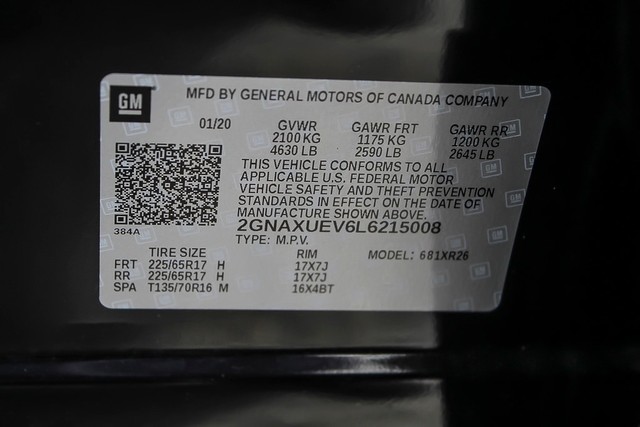 GM
MFD BY GENERAL MOTORS OF CANADA COMPANY
01/20 GVWR GAWR FRT GAWR RR
2100 KG 1175 KG 1200 KG
4630 LB 2590 LB 2645 LB
THIS VEHICLE CONFORMS TO ALL
APPLICABLE U.S. FEDERAL MOTOR
VEHICLE SAFETY AND THEFT PREVENTION
STANDARDS IN EFFECT ON THE DATE OF
MANUFACTURE SHOWN ABOVE.
384A
2GNAXUEV6L6215008
TYPE: M.P.V.
TIRE SIZE RIM MODEL: 681XR26
FRT 225/65R17 H 17X7J
RR 225/65R17 H 17X7J
SPA T135/70R16 M 16X4BT